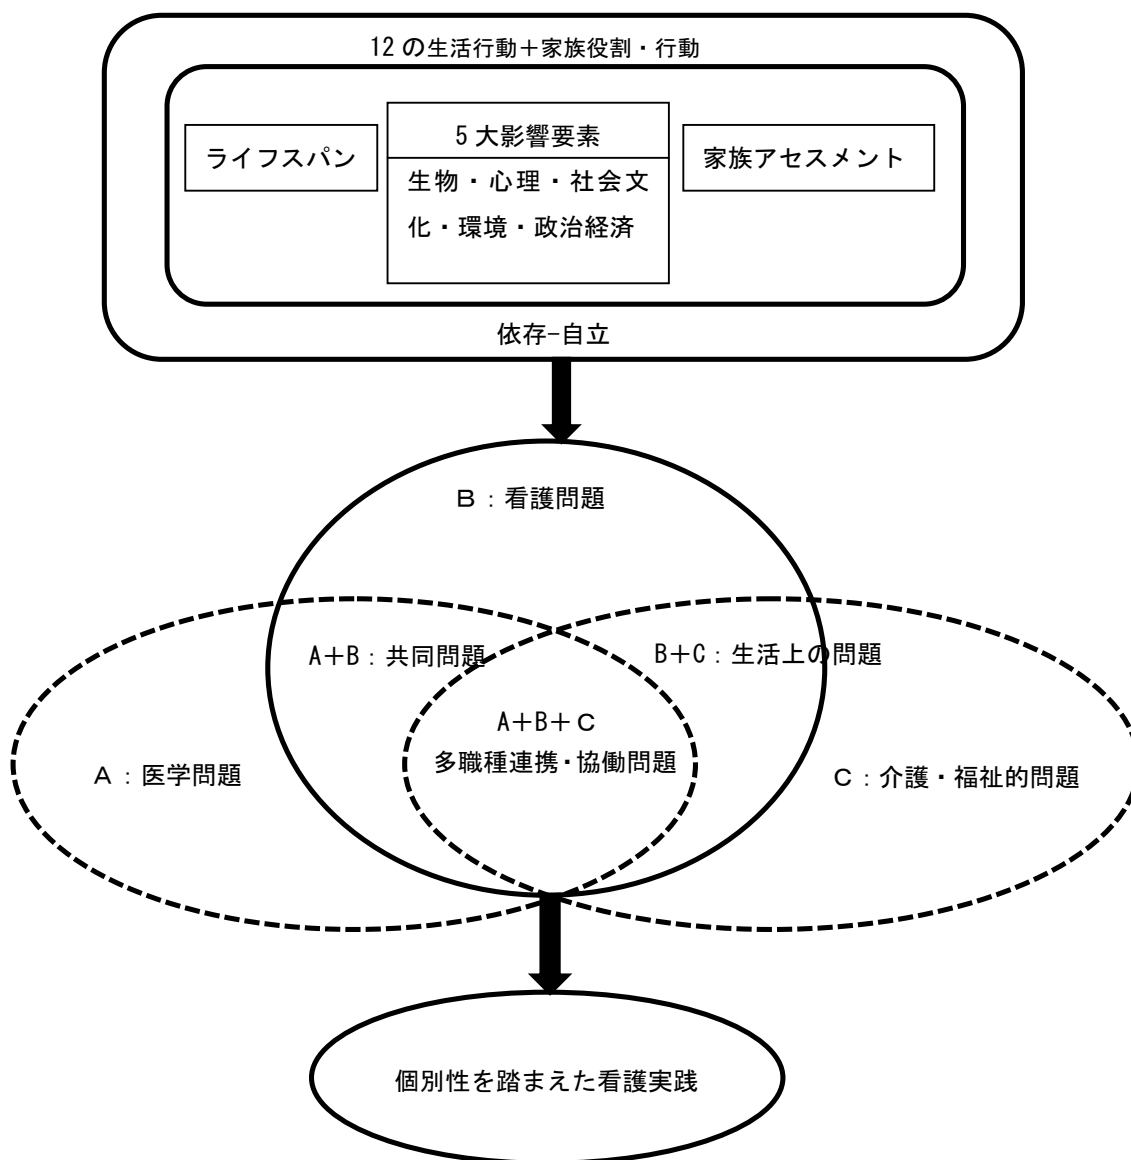 12の生活行動＋家族役割・行動
ライフスパン
5大影響要素
生物・心理・社会文
化・環境・政治経済
家族アセスメント
依存−自立
Ｂ：看護問題
A＋B：共同問題
B＋C：生活上の問題
A＋B＋Ｃ
多職種連携・協働問題
Ａ：医学問題
Ｃ：介護・福祉的問題
個別性を踏まえた看護実践